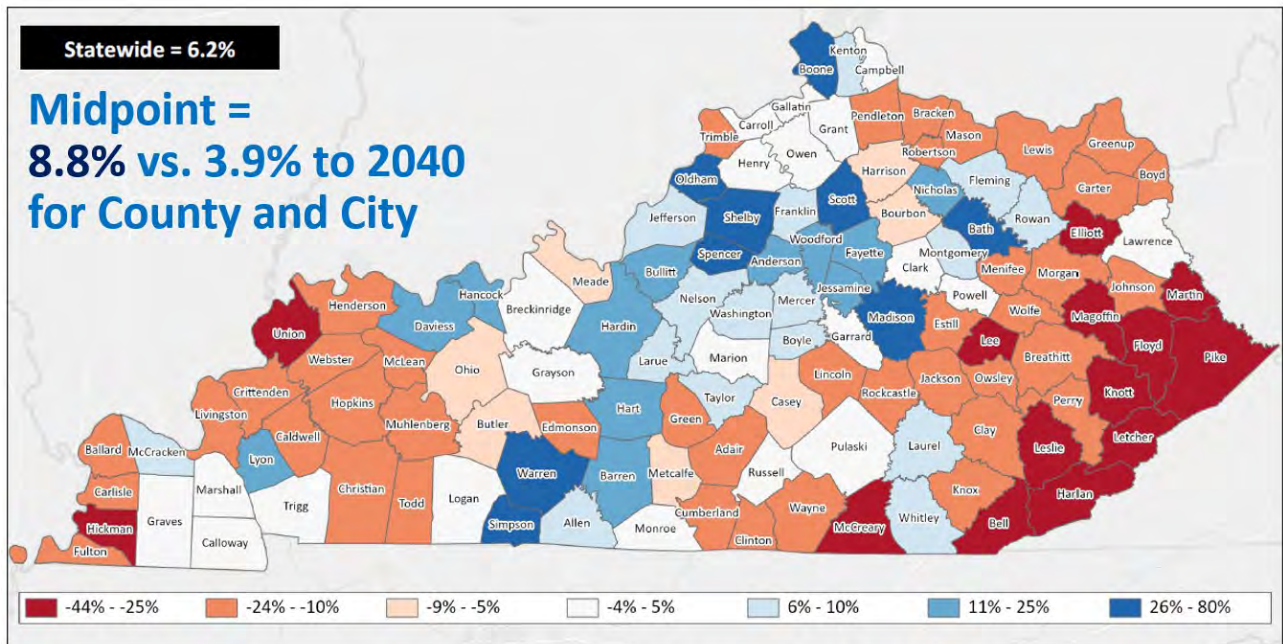 Statewide = 6.2%
Midpoint =
8.8% vs. 3.9% to 2040
for County and City
Boone
Kenton
Campbell
Gallatin
Carroll
Grant
Pendleton
Bracken
Trimble
Mason
Owen
Henry
Robertson
Lewis
Greenup
Harrison
Carter
Boyd
Oldham
Scott
Nicholas
Fleming
Shelby
Franklin
Jefferson
Bourbon
Rowan
Bath
Elliott
Lawrence
Woodford
Fayette
Spencer
Anderson
Montgomery
Clark
Bullitt
Menifee
Morgan
Meade
Jessamine
Johnson
Martin
Hancock
Henderson
Nelson
Mercer
Powell
Breckinridge
Daviess
Washington
Madison
Wolfe
Magoffin
Union
Hardin
Estill
Boyle
Garrard
Lee
Floyd
Pike
Webster
McLean
Larue
Marion
Breathitt
Ohio
Grayson
Lincoln
Jackson
Owsley
Knott
Crittenden
Hopkins
Taylor
Casey
Rockcastle
Perry
Livingston
Hart
Green
Muhlenberg
Butler
Edmonson
Clay
Letcher
Caldwell
Adair
Pulaski
Laurel
Leslie
Ballard
McCracken
Lyon
Warren
Barren
Metcalfe
Russell
Carlisle
Marshall
Christian
Todd
Logan
Knox
Harlan
Trigg
Cumberland
Wayne
Hickman
Graves
Simpson
Allen
Monroe
Clinton
McCreary
Whitley
Bell
Calloway
Fulton
-44% - -25%
-24% - -10%
-9% - -5%
-4% - 5%
6% - 10%
11% - 25%
26% - 80%